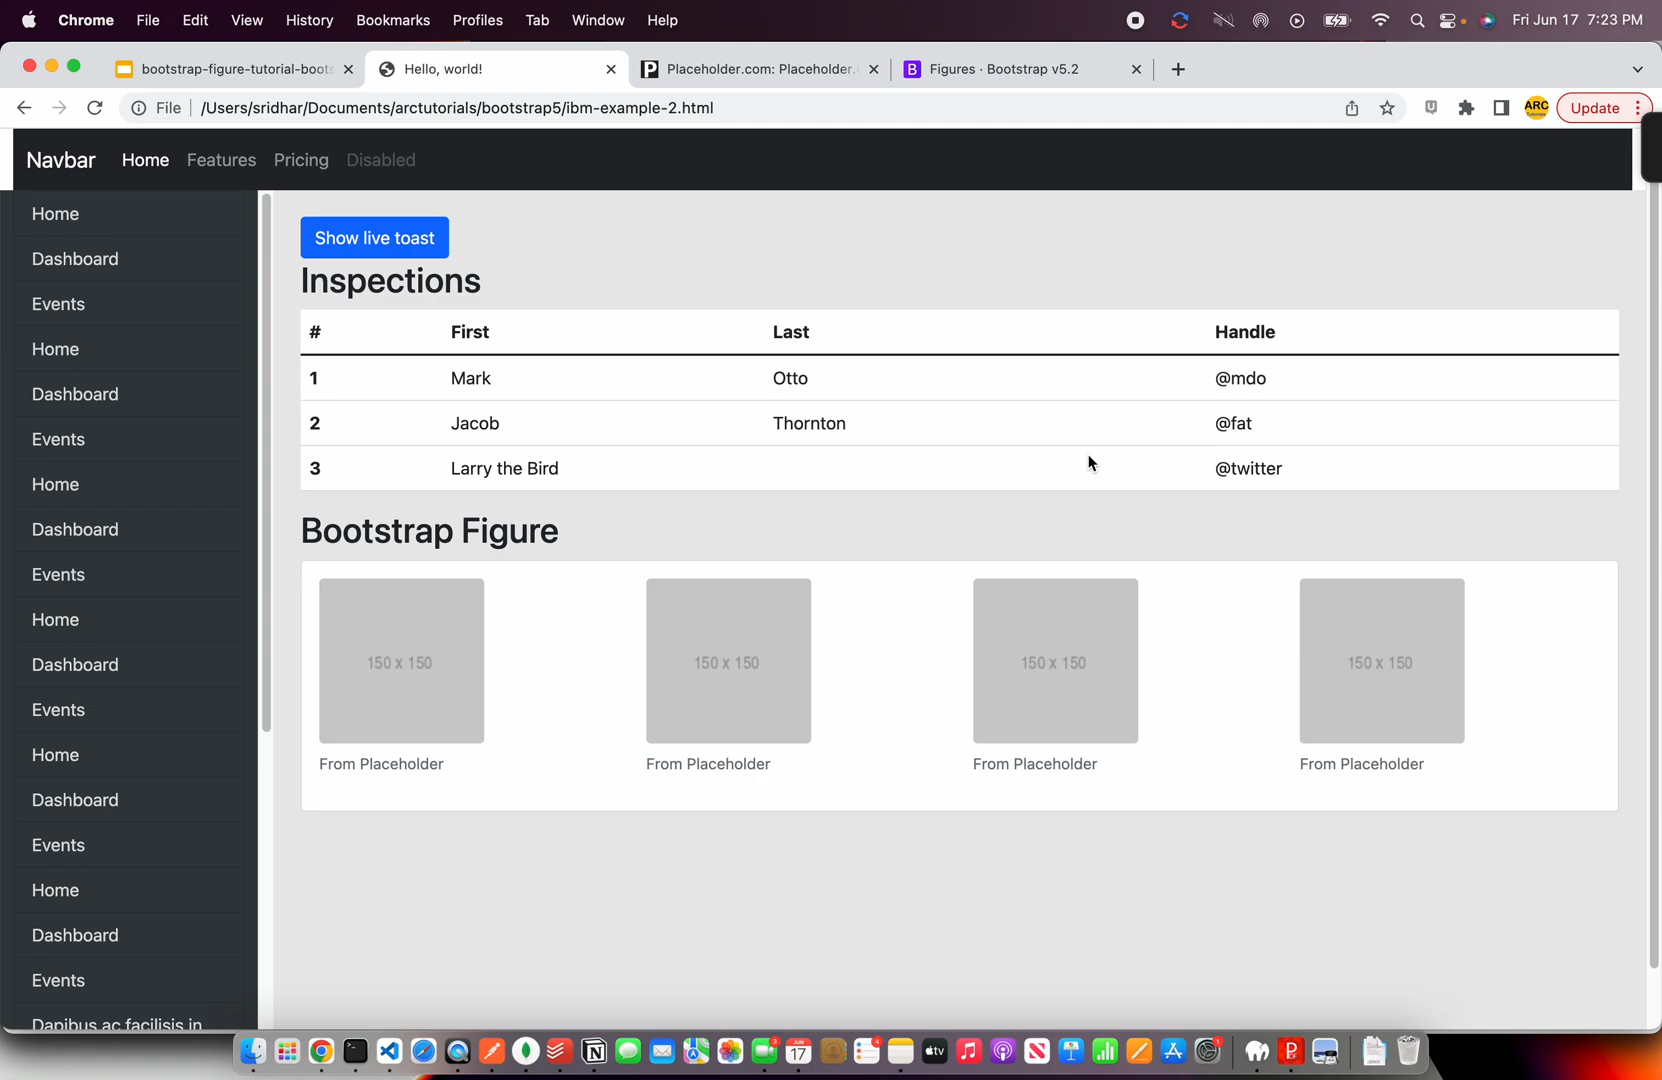 Chrome File Edit View History Bookmarks Profiles Tab Window Help Fri Jun 17 7:23 PM
bootstrap-figure-tutorial-boots Hello, world! Placeholder.com: Placeholder. Figures · Bootstrap v5.2
File /Users/sridhar/Documents/arctutorials/bootstrap5/ibm-example-2.html ARC Tutorials Update
Navbar Home Features Pricing Disabled
Home
Dashboard
Events
Home
Dashboard
Events
Home
Dashboard
Events
Home
Dashboard
Events
Home
Dashboard
Events
Home
Dashboard
Events
Dapibus ac facilisis in
Show live toast
Inspections
# First Last Handle
1 Mark Otto @mdo
2 Jacob Thornton @fat
3 Larry the Bird @twitter
Bootstrap Figure
150 x 150 150 x 150 150 x 150 150 x 150
From Placeholder From Placeholder From Placeholder From Placeholder